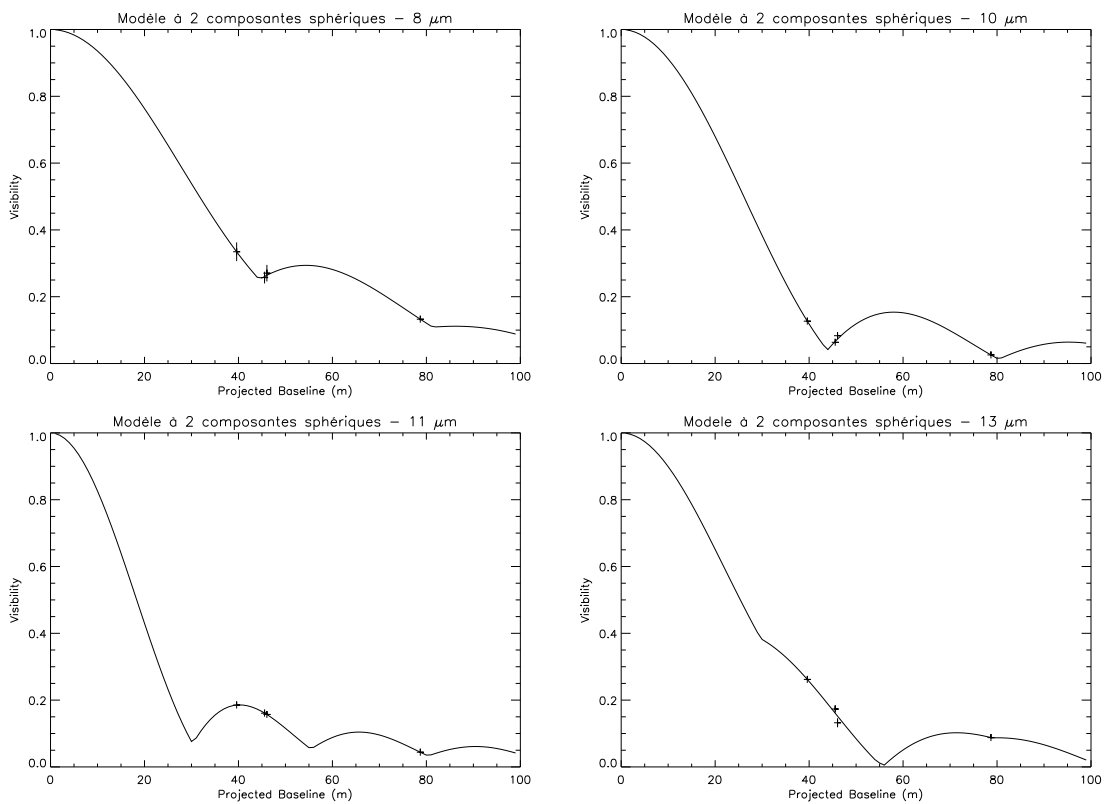 Modèle à 2 composantes sphériques − 8 μm
1.0
0.8
0.6
0.4
0.2
0.0
Visibility
0 20 40 60 80 100
Projected Baseline (m)
Modèle à 2 composantes sphériques − 10 μm
1.0
0.8
0.6
0.4
0.2
0.0
Visibility
0 20 40 60 80 100
Projected Baseline (m)
Modèle à 2 composantes sphériques − 11 μm
1.0
0.8
0.6
0.4
0.2
0.0
Visibility
0 20 40 60 80 100
Projected Baseline (m)
Modèle à 2 composantes sphériques − 13 μm
1.0
0.8
0.6
0.4
0.2
0.0
Visibility
0 20 40 60 80 100
Projected Baseline (m)